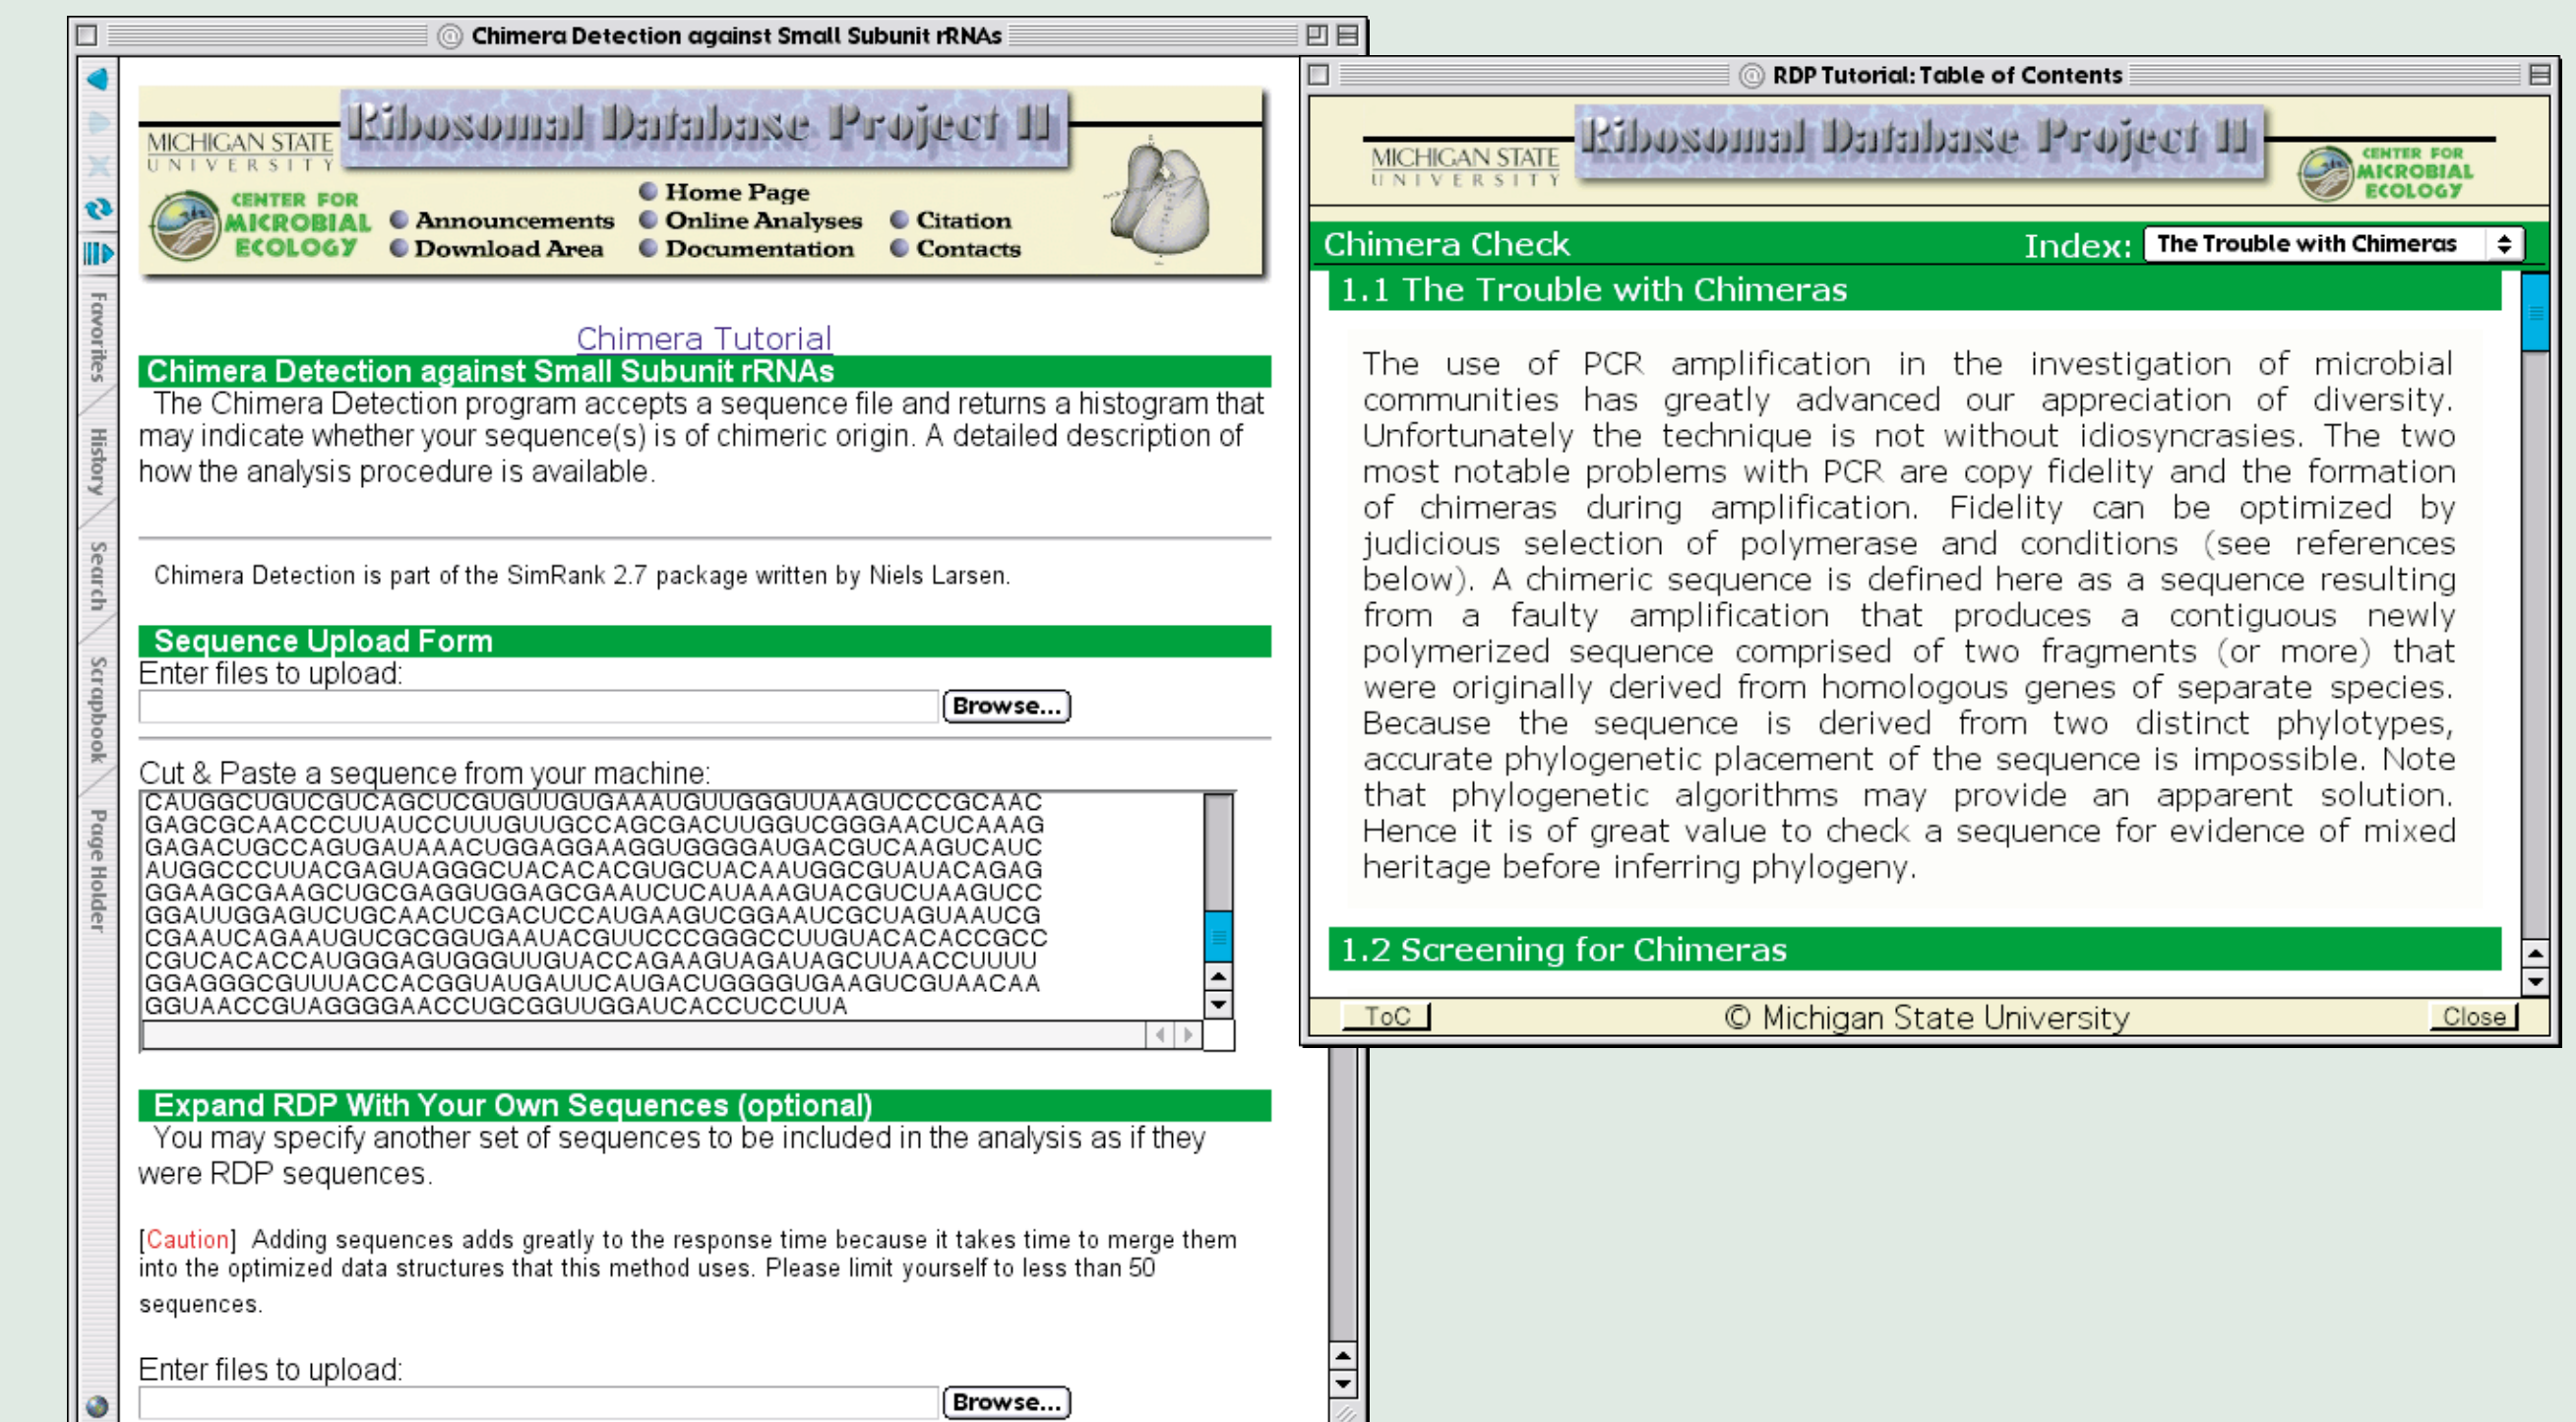 Chimera Detection against Small Subunit rRNAs
Favorites
History
Search
Scrapbook
Page Holder
MICHIGAN STATE
UNIVERSITY
Ribosomal Database Project II
CENTER FOR
MICROBIAL
ECOLOGY
Home Page
Announcements
Online Analyses
Citation
Download Area
Documentation
Contacts
Chimera Tutorial
Chimera Detection against Small Subunit rRNAs
The Chimera Detection program accepts a sequence file and returns a histogram that
may indicate whether your sequence(s) is of chimeric origin. A detailed description of
how the analysis procedure is available.
Chimera Detection is part of the SimRank 2.7 package written by Niels Larsen.
Sequence Upload Form
Enter files to upload:
Browse...
Cut & Paste a sequence from your machine:
CAUGGCUGUCGUCAGCUCGUGUUGUGAAAUGUUGGGUUAAGUCCCGCAAC
GAGCGCAACCCUUAUCCUUUGUUGCCAGCGACUUGGUCGGGAACUCAAAG
GAGACUGCCAGUGAUAAACUGGAGGAAGGUGGGGAUGACGUCAAGUCAUC
AUGGCCCUUACGAGUAGGGCUACACACGUGCUACAAUGGCGUAUACAGAG
GGAAGCGAAGCUGCGAGGUGGAGCGAAUCUCAUAAAGUACGUCUAAGUCC
GGAUUGGAGUCUGCAACUCGACUCCAUGAAGUCGGAAUCGCUAGUAAUCG
CGAAUCAGAAUGUCGCGGUGAAUACGUUCCCGGGCCUUGUACACACCGCC
CGUCACACCAUGGGAGUGGGUUGUACCAGAAGUAGAUAGCUUAACCUUUU
GGAGGGCGUUUACCACGGUAUGAUUCAUGACUGGGGUGAAGUCGUAACAA
GGUAACCGUAGGGGAACCUGCGGUUGGAUCACCUCCUUA
Expand RDP With Your Own Sequences (optional)
You may specify another set of sequences to be included in the analysis as if they
were RDP sequences.
[Caution] Adding sequences adds greatly to the response time because it takes time to merge them
into the optimized data structures that this method uses. Please limit yourself to less than 50
sequences.
Enter files to upload:
Browse...
RDP Tutorial: Table of Contents
MICHIGAN STATE
UNIVERSITY
Ribosomal Database Project II
CENTER FOR
MICROBIAL
ECOLOGY
Chimera Check
Index: The Trouble with Chimeras
1.1 The Trouble with Chimeras
The use of PCR amplification in the investigation of microbial
communities has greatly advanced our appreciation of diversity.
Unfortunately the technique is not without idiosyncrasies. The two
most notable problems with PCR are copy fidelity and the formation
of chimeras during amplification. Fidelity can be optimized by
judicious selection of polymerase and conditions (see references
below). A chimeric sequence is defined here as a sequence resulting
from a faulty amplification that produces a contiguous newly
polymerized sequence comprised of two fragments (or more) that
were originally derived from homologous genes of separate species.
Because the sequence is derived from two distinct phylotypes,
accurate phylogenetic placement of the sequence is impossible. Note
that phylogenetic algorithms may provide an apparent solution.
Hence it is of great value to check a sequence for evidence of mixed
heritage before inferring phylogeny.
1.2 Screening for Chimeras
ToC
© Michigan State University
Close